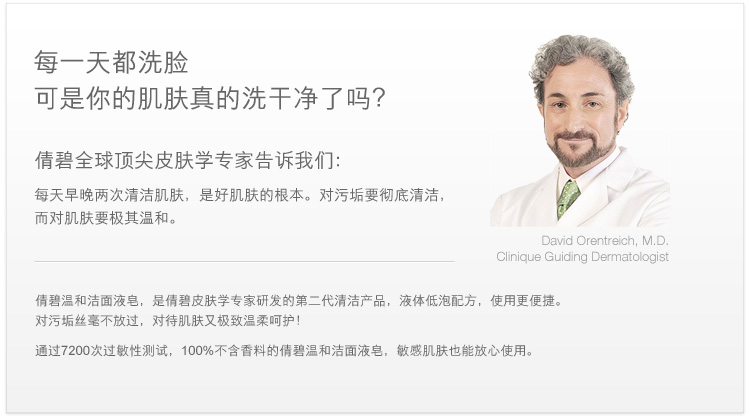 每一天都洗脸
可是你的肌肤真的洗干净了吗？
倩碧全球顶尖皮肤学专家告诉我们：
每天早晚两次清洁肌肤，是好肌肤的根本。对污垢要彻底清洁，
而对肌肤要极其温和。
David Orentreich, M.D.
Clinique Guiding Dermatologist
倩碧温和洁面液皂，是倩碧皮肤学专家研发的第二代清洁产品，液体低泡配方，使用更便捷。
对污垢丝毫不放过，对待肌肤又极致温柔呵护！
通过7200次过敏性测试，100%不含香料的倩碧温和洁面液皂，敏感肌肤也能放心使用。